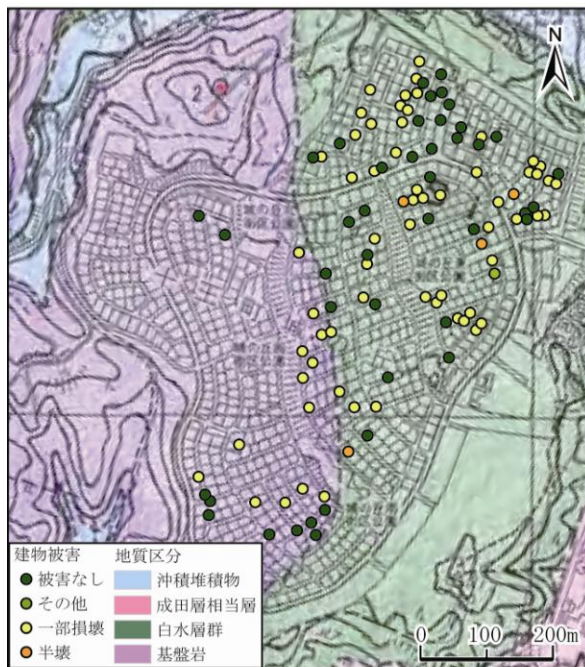 N
2
建物被害
被害なし
その他
一部損壊
半壊
地質区分
沖積堆積物
成田層相当層
白水層群
基盤岩
0 100 200m